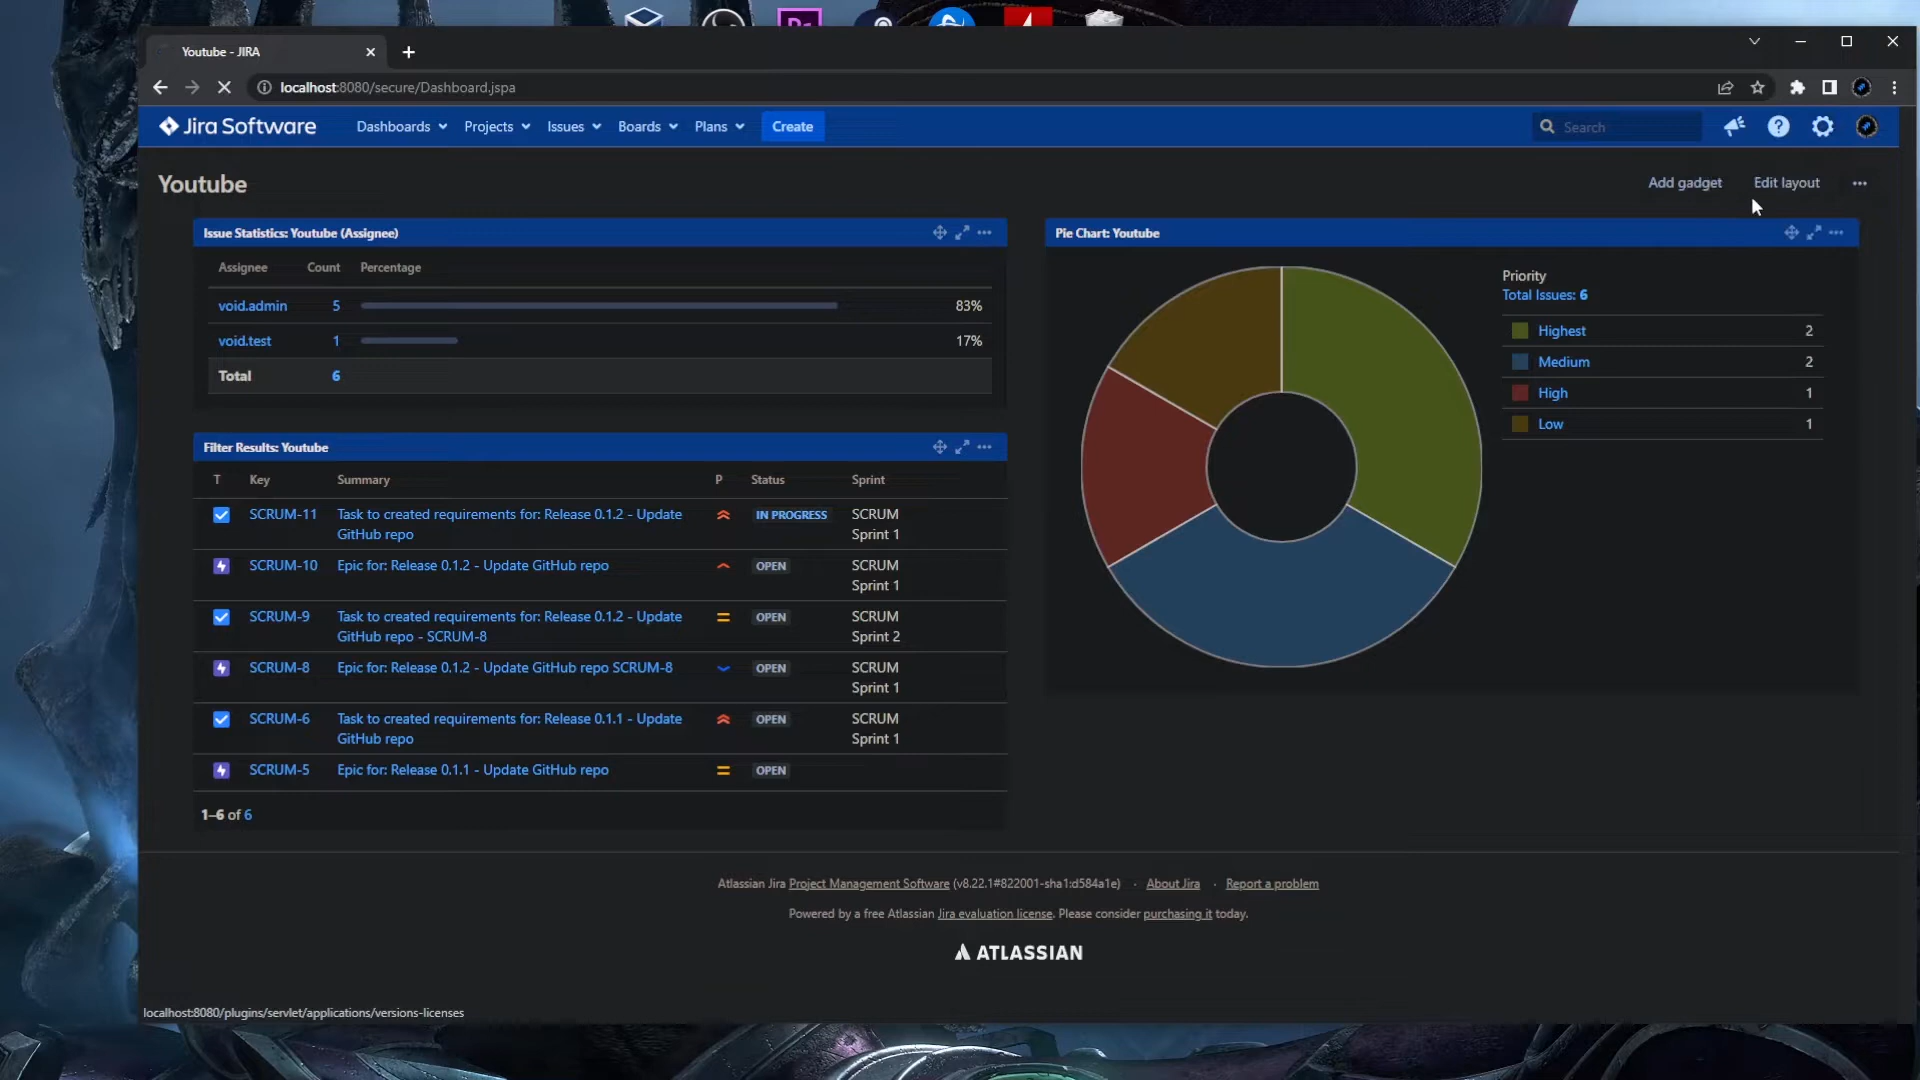 Pr
Youtube - JIRA
localhost:8080/secure/Dashboard.jspa
Jira Software Dashboards Projects Issues Boards Plans Create Search
Youtube
Add gadget Edit layout
Issue Statistics: Youtube (Assignee)
Assignee Count Percentage
void.admin 5 83%
void.test 1 17%
Total 6
Filter Results: Youtube
T Key Summary P Status Sprint
SCRUM-11 Task to created requirements for: Release 0.1.2 - Update IN PROGRESS SCRUM
GitHub repo Sprint 1
SCRUM-10 Epic for: Release 0.1.2 - Update GitHub repo OPEN SCRUM
Sprint 1
SCRUM-9 Task to created requirements for: Release 0.1.2 - Update OPEN SCRUM
GitHub repo - SCRUM-8 Sprint 2
SCRUM-8 Epic for: Release 0.1.2 - Update GitHub repo SCRUM-8 OPEN SCRUM
Sprint 1
SCRUM-6 Task to created requirements for: Release 0.1.1 - Update OPEN SCRUM
GitHub repo Sprint 1
SCRUM-5 Epic for: Release 0.1.1 - Update GitHub repo OPEN
1–6 of 6
Pie Chart: Youtube
Priority
Total Issues: 6
Highest 2
Medium 2
High 1
Low 1
Atlassian Jira Project Management Software (v8.22.1#822001-sha1:d584a1e) · About Jira · Report a problem
Powered by a free Atlassian Jira evaluation license. Please consider purchasing it today.
ATLASSIAN
localhost:8080/plugins/servlet/applications/versions-licenses